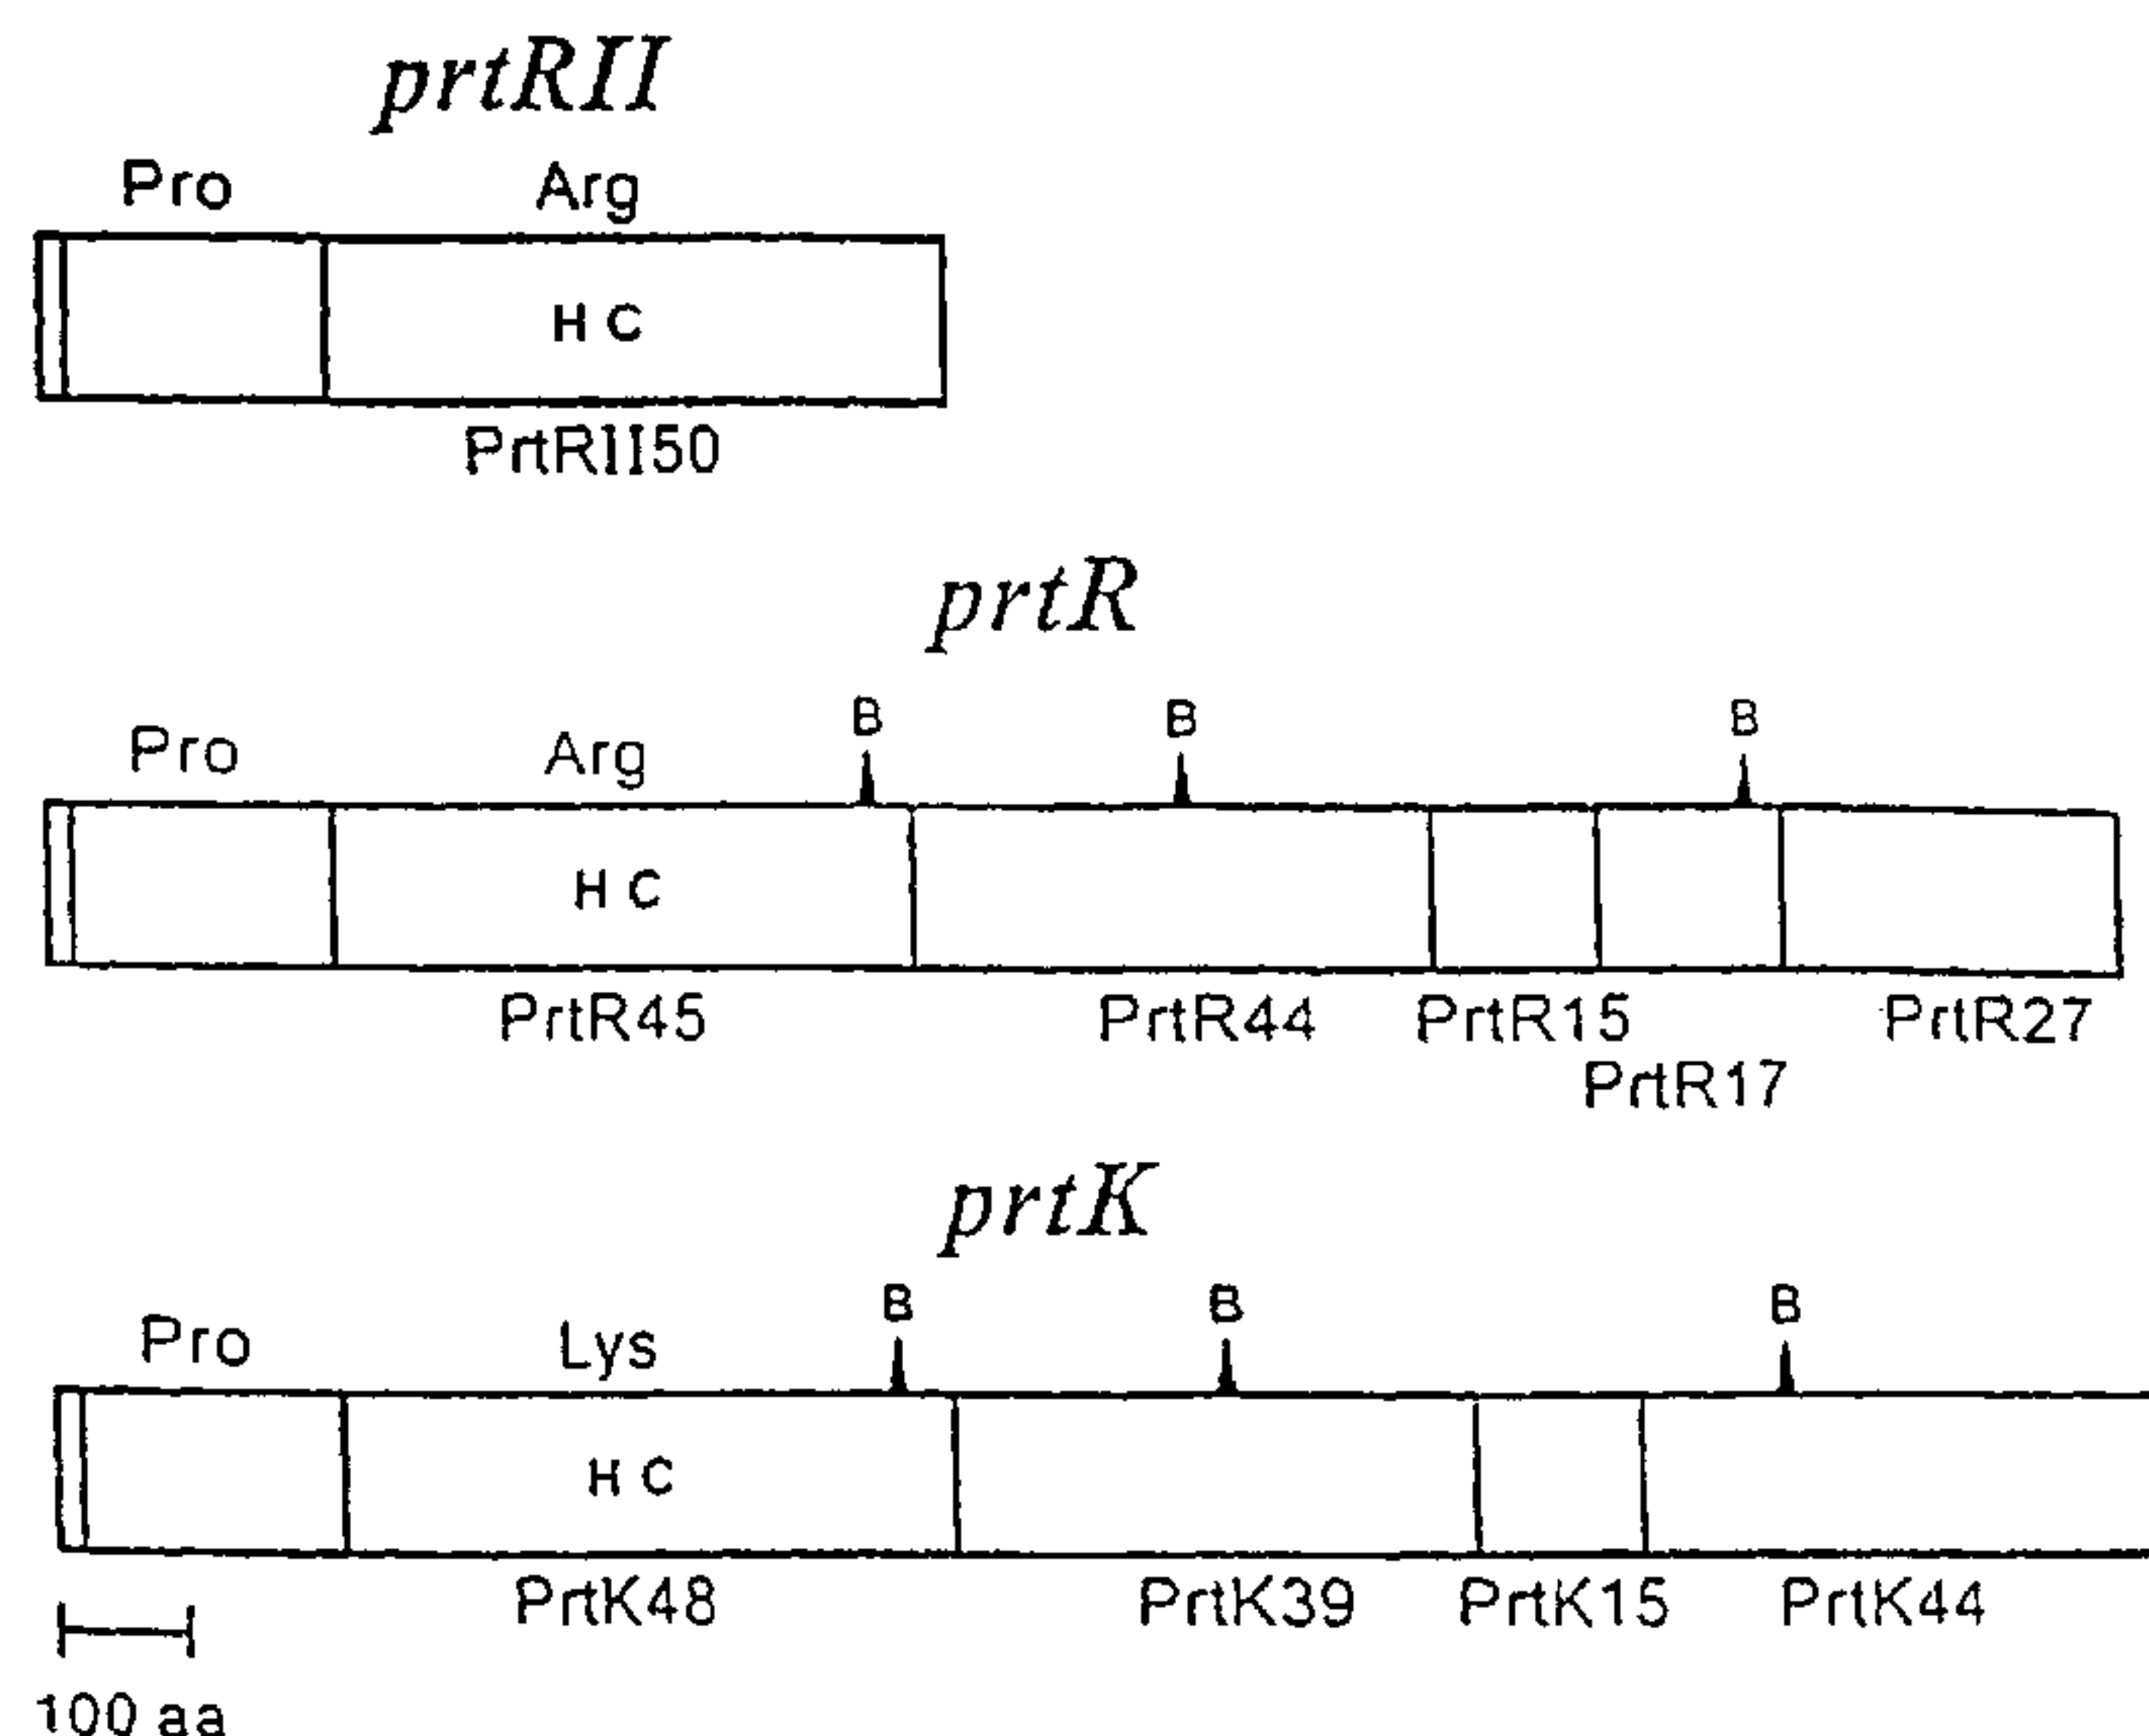 prtRII
Pro Arg
H C
PrtRII50
prtR
Pro Arg B B B
H C
PrtR45 PrtR44 PrtR15 PrtR27
PrtR17
prtK
Pro Lys B B B
H C
PrtK48 PrtK39 PrtK15 PrtK44
100 aa